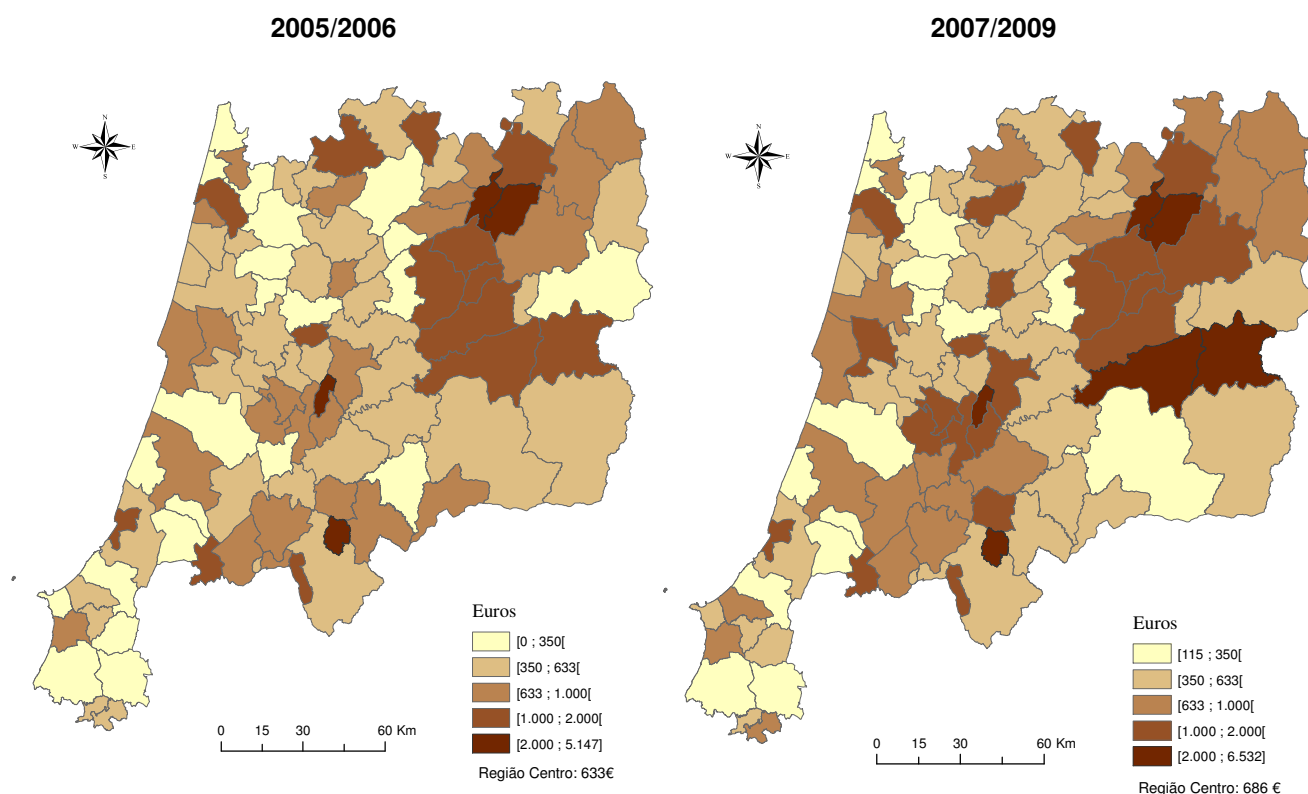 2005/2006
N
W
E
S
Euros
[0 ; 350[
[350 ; 633[
[633 ; 1.000[
[1.000 ; 2.000[
[2.000 ; 5.147]
0 15 30 60 Km
Região Centro: 633€
2007/2009
N
W
E
S
Euros
[115 ; 350[
[350 ; 633[
[633 ; 1.000[
[1.000 ; 2.000[
[2.000 ; 6.532]
0 15 30 60 Km
Região Centro: 686 €